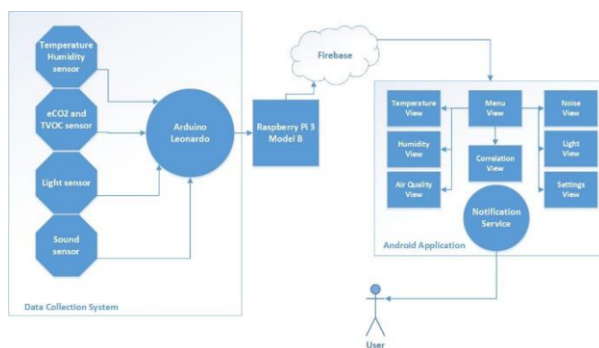 Temperature
Humidity
sensor
eCO2 and
TVOC sensor
Light sensor
Sound
sensor
Arduino
Leonardo
Data Collection System
Raspberry Pi 3
Model B
Firebase
Temperature
View
Menu
View
Noise
View
Humidity
View
Correlation
View
Light
View
Air Quality
View
Settings
View
Notification
Service
Android Application
User